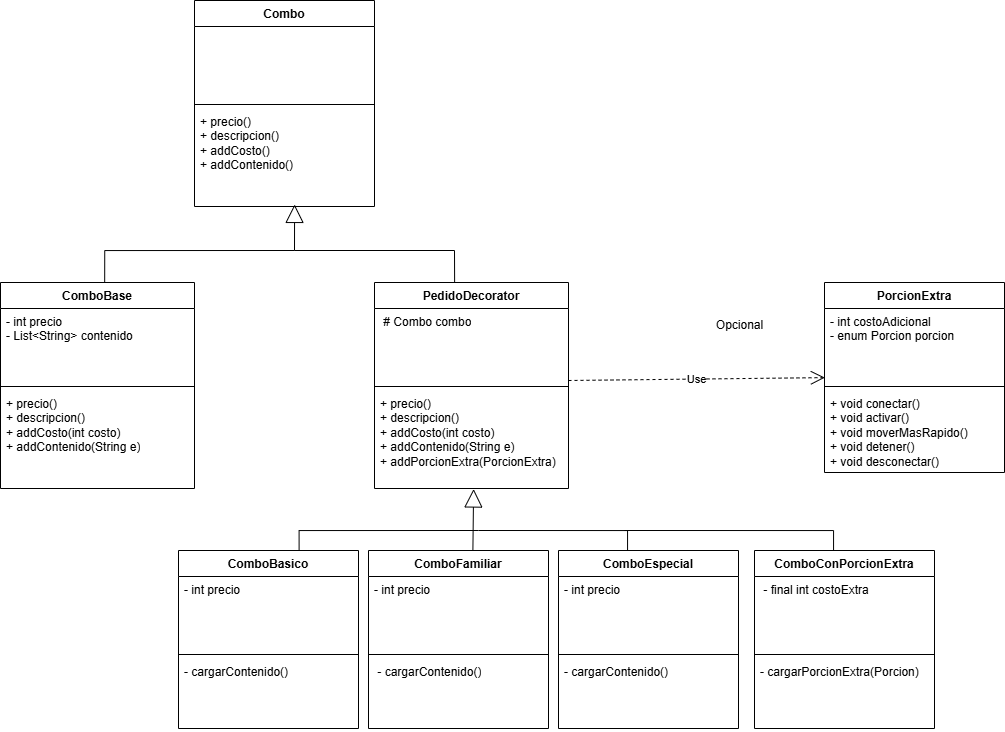 Combo
+ precio()
+ descripcion()
+ addCosto()
+ addContenido()
ComboBase
- int precio
- List<String> contenido
+ precio()
+ descripcion()
+ addCosto(int costo)
+ addContenido(String e)
PedidoDecorator
# Combo combo
+ precio()
+ descripcion()
+ addCosto(int costo)
+ addContenido(String e)
+ addPorcionExtra(PorcionExtra)
Opcional
Use
PorcionExtra
- int costoAdicional
- enum Porcion porcion
+ void conectar()
+ void activar()
+ void moverMasRapido()
+ void detener()
+ void desconectar()
ComboBasico
- int precio
- cargarContenido()
ComboFamiliar
- int precio
- cargarContenido()
ComboEspecial
- int precio
- cargarContenido()
ComboConPorcionExtra
- final int costoExtra
- cargarPorcionExtra(Porcion)